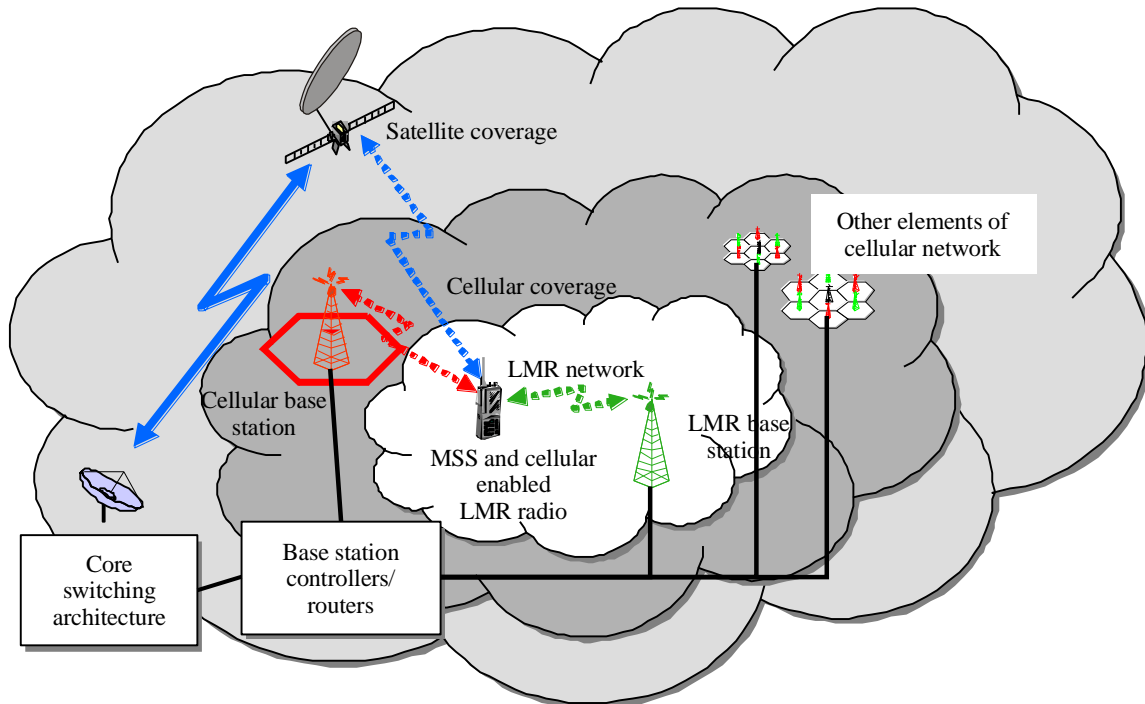 Satellite coverage
Other elements of
cellular network
Cellular coverage
LMR network
Cellular base
station
LMR base
station
MSS and cellular
enabled
LMR radio
Base station
controllers/
routers
Core
switching
architecture